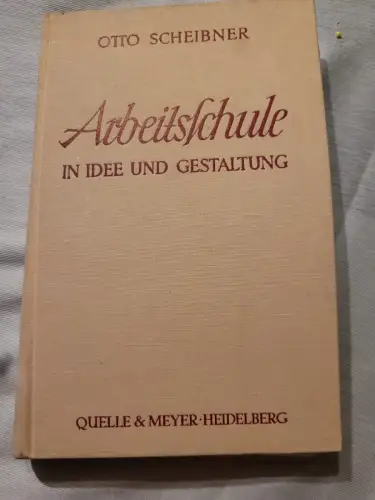 OTTO SCHEIBNER
Arbeitsſchule
IN IDEE UND GESTALTUNG
QUELLE & MEYER·HEIDELBERG